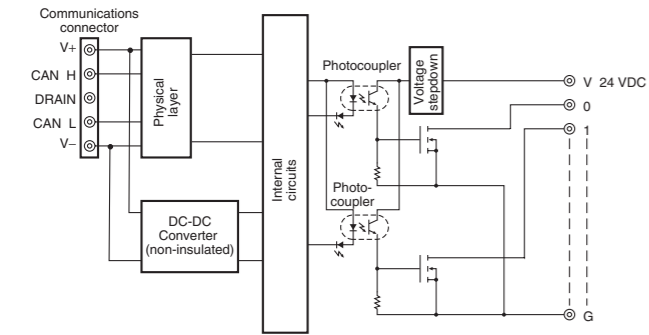 Communications
connector
V+
CAN H
DRAIN
CAN L
V−
Physical
layer
DC-DC
Converter
(non-insulated)
Internal
circuits
Photocoupler
Photo-
coupler
Voltage
stepdown
V 24 VDC
0
1
G